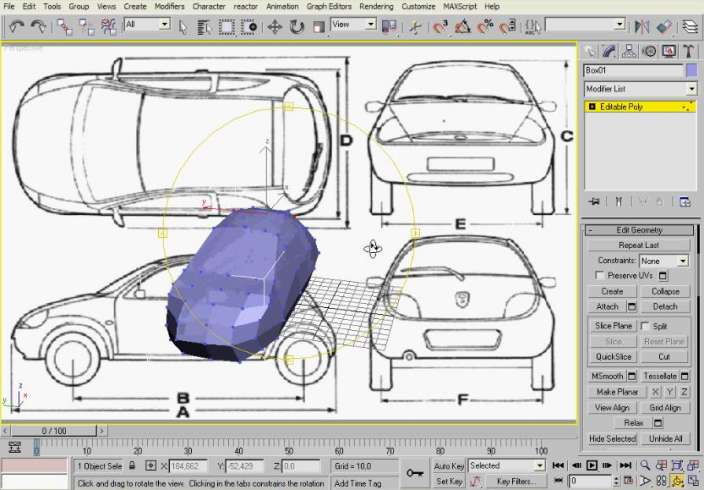 File Edit Tools Group Views Create Modifiers Character reactor Animation Graph Editors Rendering Customize MAXScript Help
All
View
Perspective
Box01
Modifier List
Editable Poly
D
C
E
B
A
F
z
y
x
z
y
x
- Edit Geometry
Repeat Last
Constraints: None
Preserve UVs
Create Collapse
Attach Detach
Slice Plane Split
Slice Reset Plane
QuickSlice Cut
MSmooth Tessellate
Make Planar X Y Z
View Align Grid Align
Relax
Hide Selected Unhide All
0 / 100
0 10 20 30 40 50 60 70 80 90 100
1 Object Sele X: 184,662 Y: -52,429 Z: 0,0 Grid = 10,0 Auto Key Selected
Click and drag to rotate the view. Clicking in the tabs constrains the rotation Add Time Tag Set Key Key Filters... 0